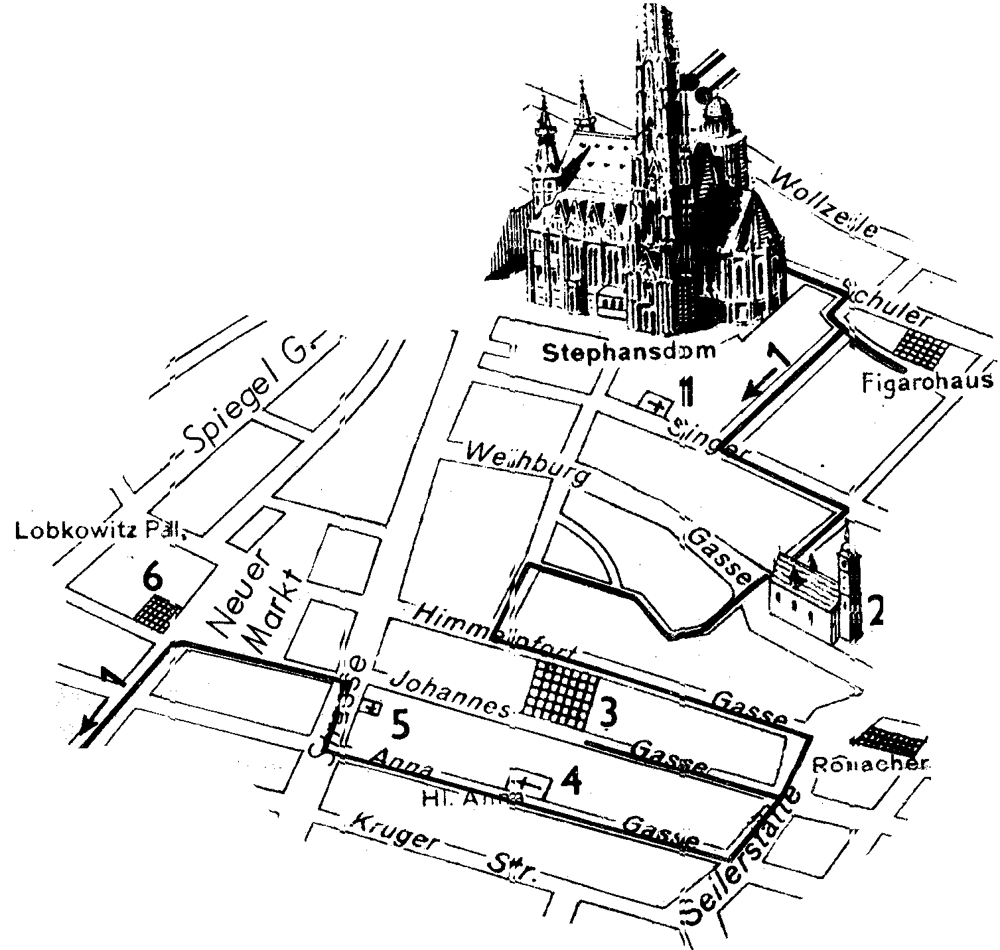 Wollzeile
Schuler
Stephansdom
1
Figarohaus
Spiegel G.
11
Singer
Weihburg
Gasse
Lobkowitz Pal.
6
Neuer
Markt
2
Himmelpfort
Gasse
Johannes
Gasse
3
5
Ronacher
Anna
Gasse
4
Hl. Anna
Kruger
Str.
Seilerstätte
1